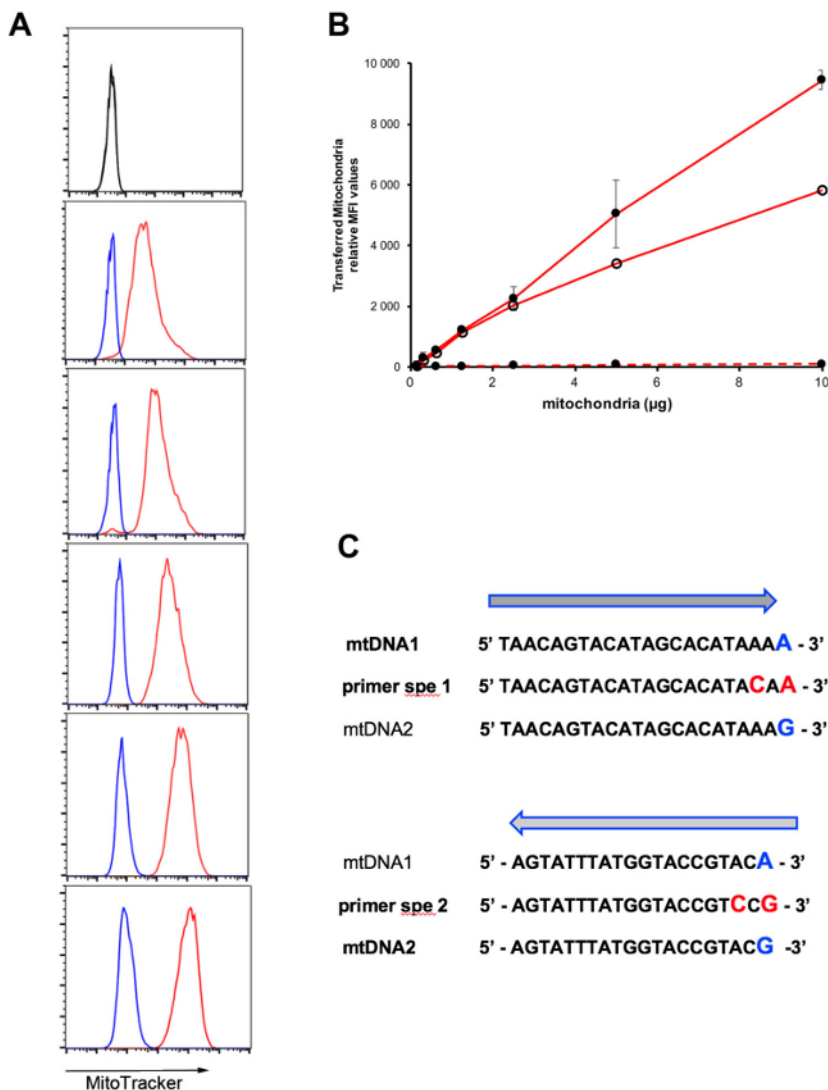 A
MitoTracker
B
Transferred Mitochondria
relative MFI values
10 000
8 000
6 000
4 000
2 000
0
0 2 4 6 8 10
mitochondria (µg)
C
mtDNA1 5’ TAACAGTACATAGCACATAAAA - 3’
primer spe 1 5’ TAACAGTACATAGCACATACAA - 3’
mtDNA2 5’ TAACAGTACATAGCACATAAAG - 3’
mtDNA1 5’ - AGTATTTATGGTACCGTACA - 3’
primer spe 2 5’ - AGTATTTATGGTACCGTCCG - 3’
mtDNA2 5’ - AGTATTTATGGTACCGTACG -3’